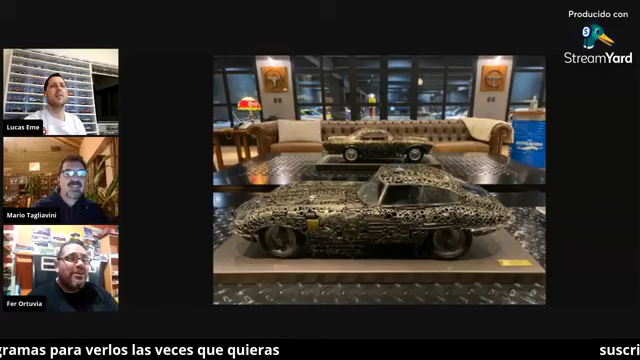 Producido con
StreamYard
Lucas Eme
Mario Tagliavini
Fer Ortuvia
gramas para verlos las veces que quieras
suscri